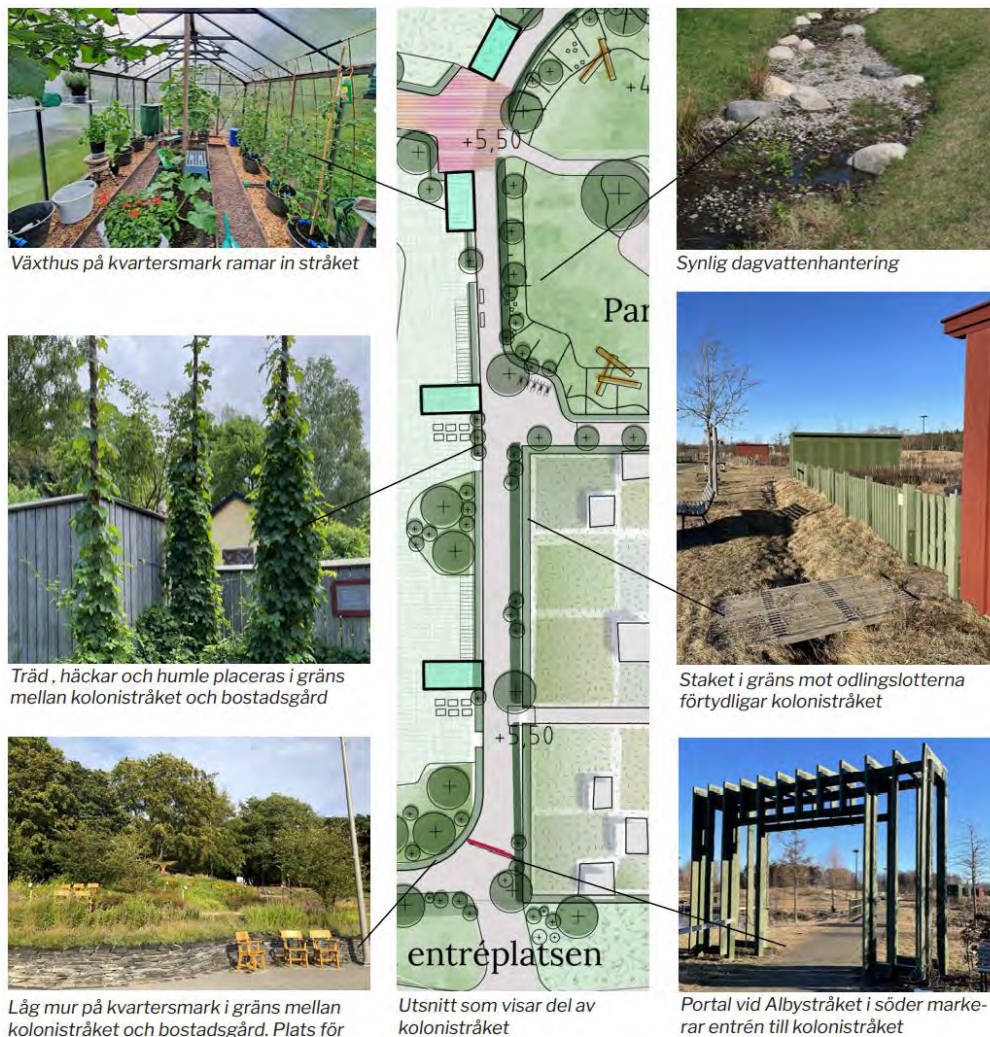 Växthus på kvartersmark ramar in stråket
Träd , häckar och humle placeras i gräns
mellan kolonistråket och bostadsgård
Låg mur på kvartersmark i gräns mellan
kolonistråket och bostadsgård. Plats för
+5,50
+4
Par
+5,50
entréplatsen
Utsnitt som visar del av
kolonistråket
Synlig dagvattenhantering
Staket i gräns mot odlingslotterna
förtydligar kolonistråket
Portal vid Albystråket i söder marke-
rar entrén till kolonistråket